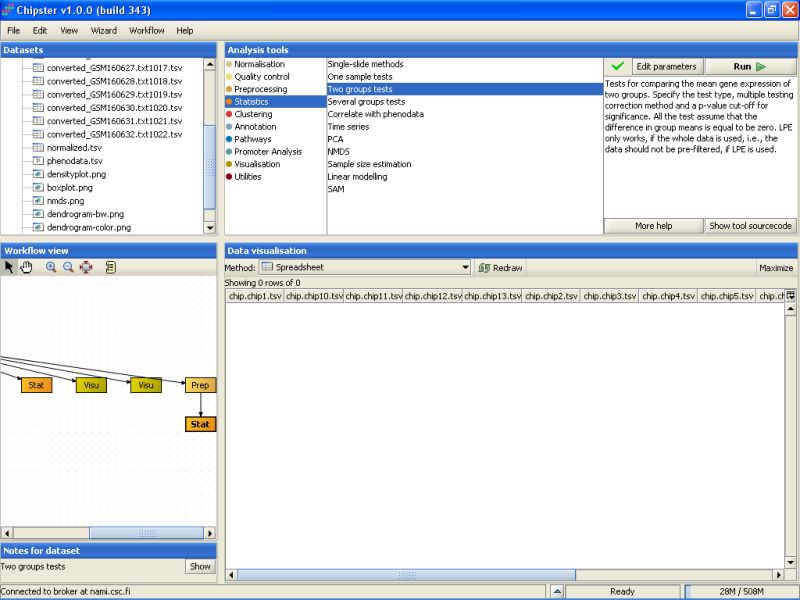 Chipster v1.0.0 (build 343)
File Edit View Wizard Workflow Help
Datasets
converted_GSM160627.txt1017.tsv
converted_GSM160628.txt1018.tsv
converted_GSM160629.txt1019.tsv
converted_GSM160630.txt1020.tsv
converted_GSM160631.txt1021.tsv
converted_GSM160632.txt1022.tsv
normalized.tsv
phenodata.tsv
densityplot.png
boxplot.png
nmds.png
dendrogram-bw.png
dendrogram-color.png
Analysis tools
Normalisation
Quality control
Preprocessing
Statistics
Clustering
Annotation
Pathways
Promoter Analysis
Visualisation
Utilities
Single-slide methods
One sample tests
Two groups tests
Several groups tests
Correlate with phenodata
Time series
PCA
NMDS
Sample size estimation
Linear modelling
SAM
Edit parameters Run
Tests for comparing the mean gene expression of
two groups. Specify the test type, multiple testing
correction method and a p-value cut-off for
significance. All the test assume that the
difference in group means is equal to zero. LPE
only works, if the whole data is used, i.e., the
data should not be pre-filtered, if LPE is used.
More help Show tool sourcecode
Workflow view
Stat Visu Visu Prep
Stat
Notes for dataset
Two groups tests Show
Data visualisation
Method: Spreadsheet Redraw Maximize
Showing 0 rows of 0
chip.chip1.tsv chip.chip10.tsv chip.chip11.tsv chip.chip12.tsv chip.chip13.tsv chip.chip2.tsv chip.chip3.tsv chip.chip4.tsv chip.chip5.tsv chip.ch
Connected to broker at nami.csc.fi Ready 28M / 508M